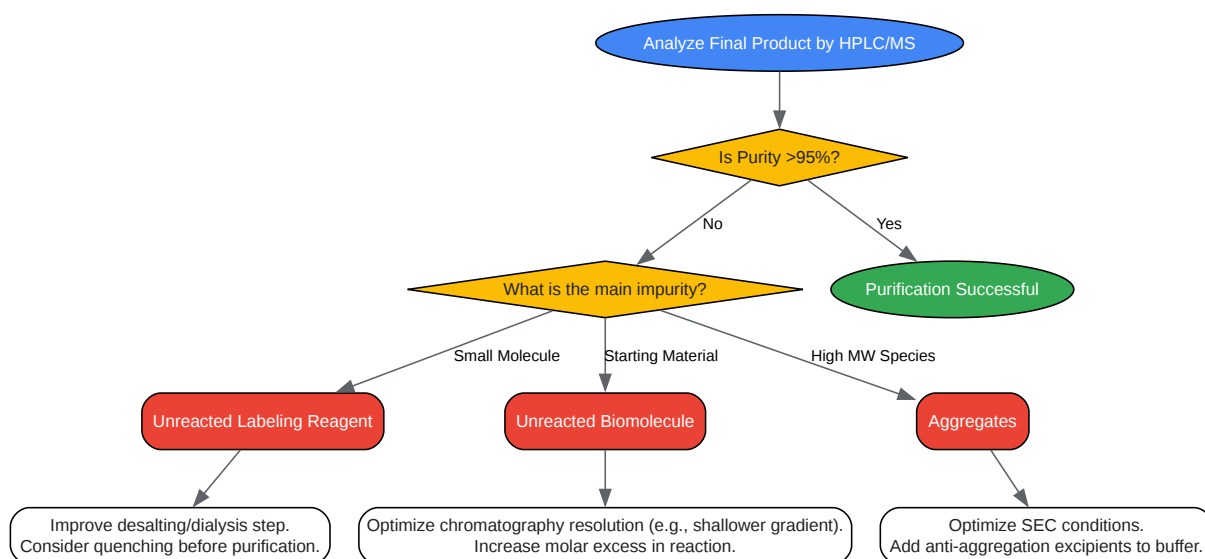 Analyze Final Product by HPLC/MS
Is Purity >95%?
No
Yes
What is the main impurity?
Purification Successful
Small Molecule
Starting Material
High MW Species
Unreacted Labeling Reagent
Unreacted Biomolecule
Aggregates
Improve desalting/dialysis step.
Consider quenching before purification.
Optimize chromatography resolution (e.g., shallower gradient).
Increase molar excess in reaction.
Optimize SEC conditions.
Add anti-aggregation excipients to buffer.